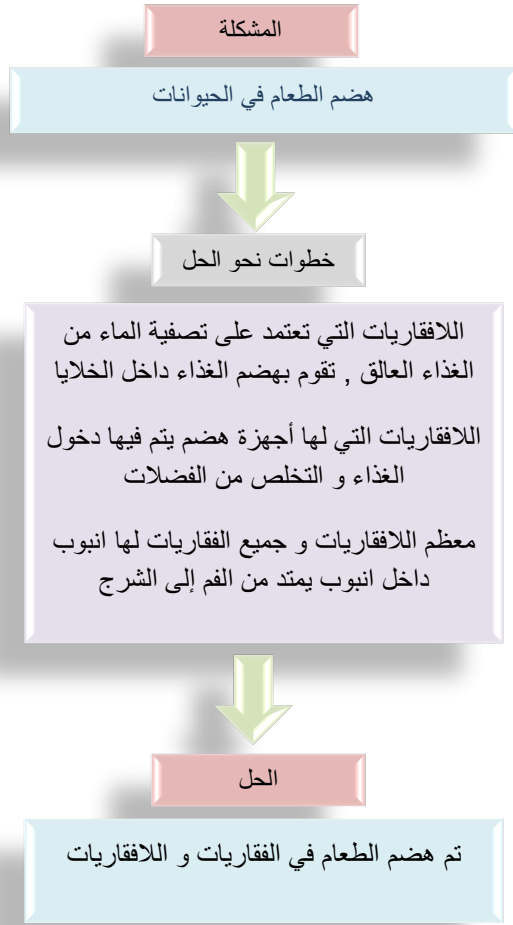 المشكلة
هضم الطعام في الحيوانات
خطوات نحو الحل
اللافقاريات التي تعتمد على تصفية الماء من
الغذاء العالق , تقوم بهضم الغذاء داخل الخلايا
اللافقاريات التي لها أجهزة هضم يتم فيها دخول
الغذاء و التخلص من الفضلات
معظم اللافقاريات و جميع الفقاريات لها انبوب
داخل انبوب يمتد من الفم إلى الشرج
الحل
تم هضم الطعام في الفقاريات و اللافقاريات